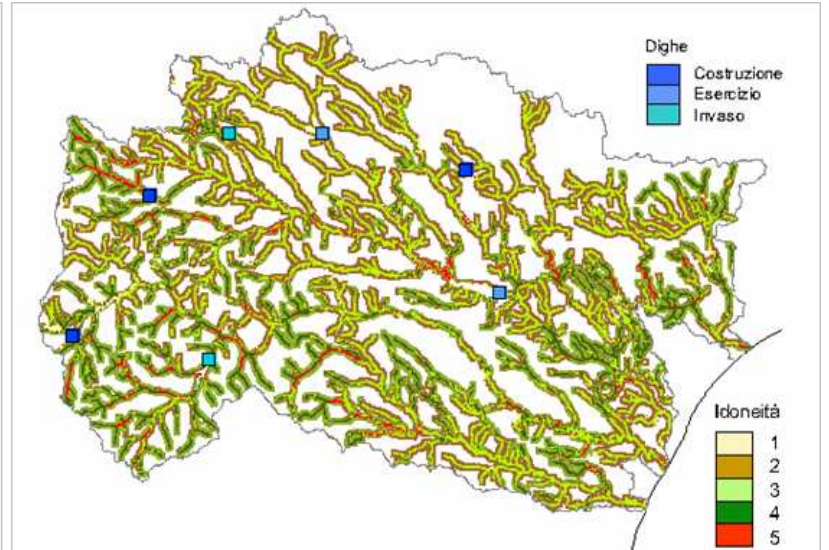 Dighe
Costruzione
Esercizio
Invaso
Idoneità
1
2
3
4
5